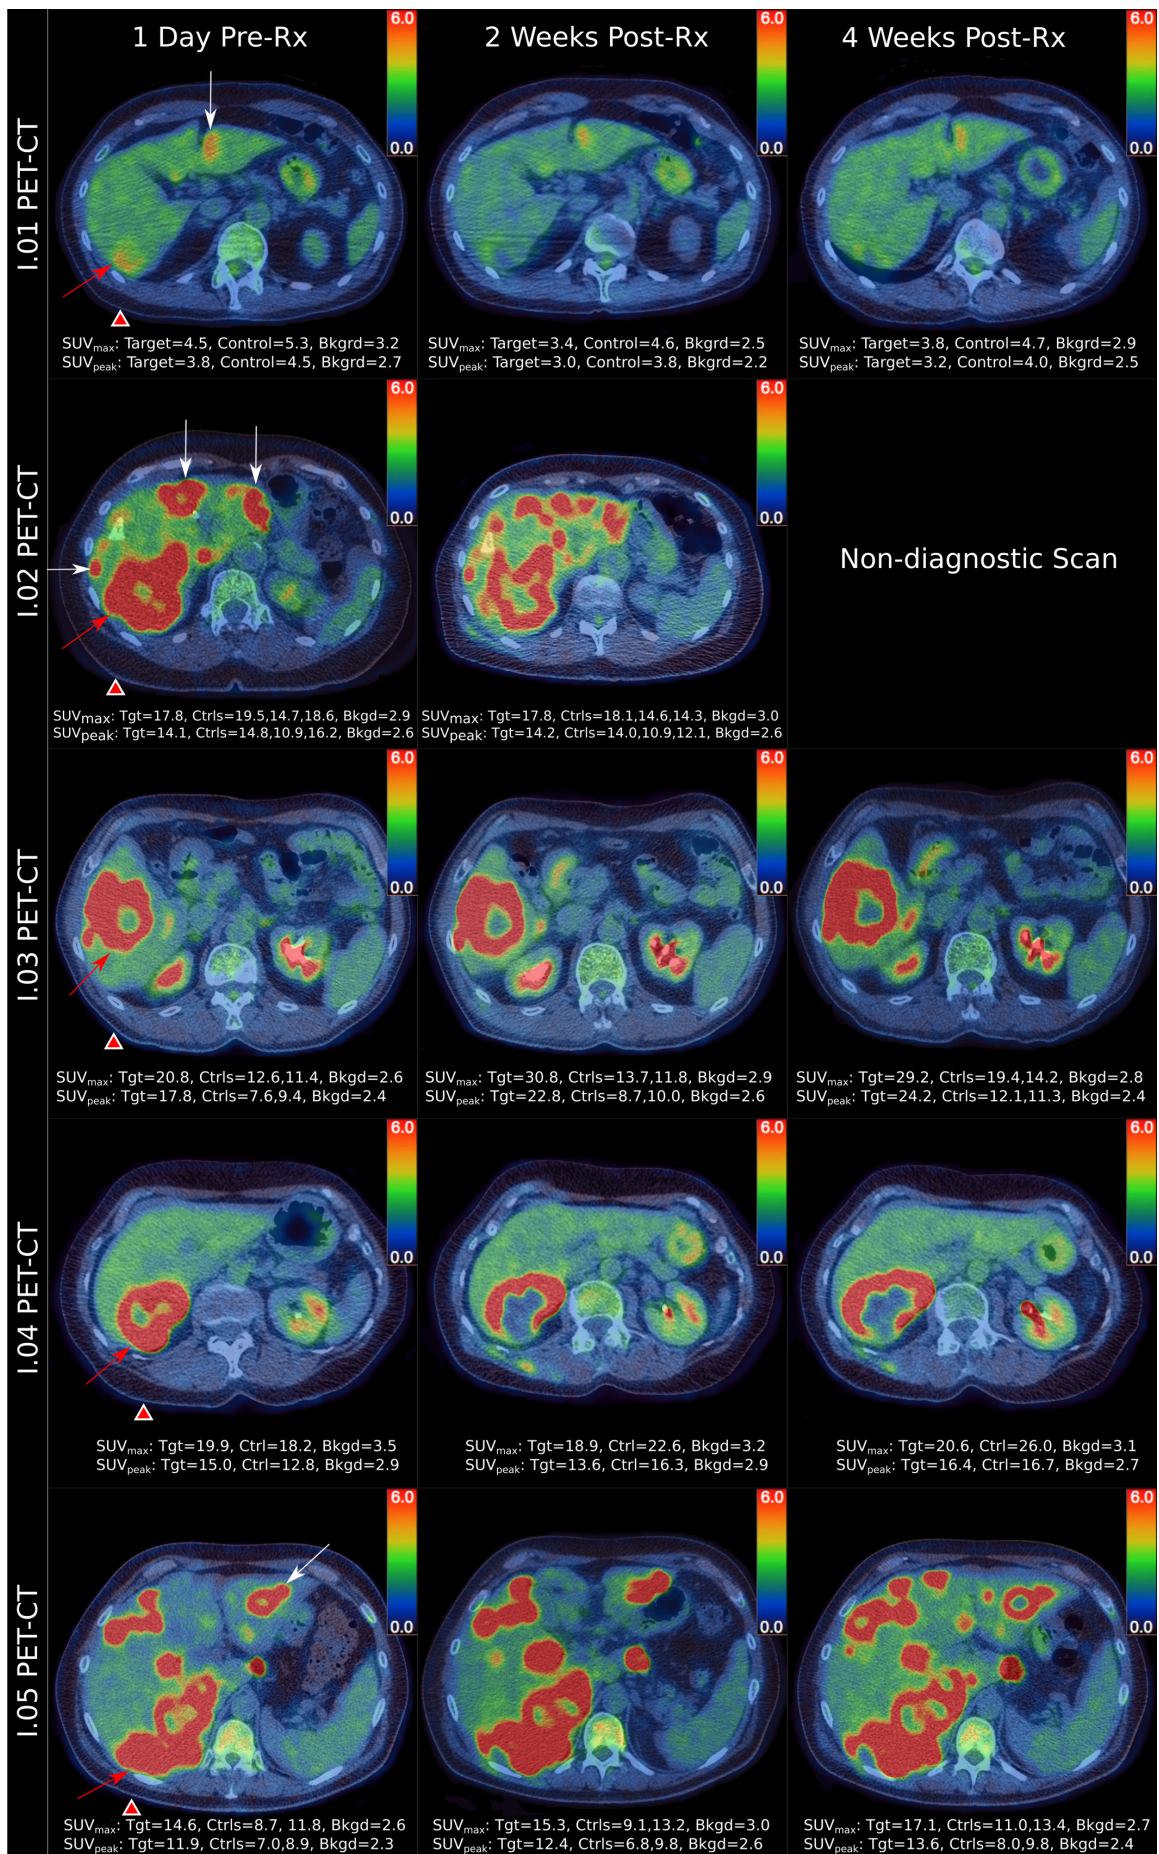 1 Day Pre-Rx
2 Weeks Post-Rx
4 Weeks Post-Rx
I.01 PET-CT
6.0
0.0
6.0
0.0
6.0
0.0
SUVmax: Target=4.5, Control=5.3, Bkgrd=3.2
SUVpeak: Target=3.8, Control=4.5, Bkgrd=2.7
SUVmax: Target=3.4, Control=4.6, Bkgrd=2.5
SUVpeak: Target=3.0, Control=3.8, Bkgrd=2.2
SUVmax: Target=3.8, Control=4.7, Bkgrd=2.9
SUVpeak: Target=3.2, Control=4.0, Bkgrd=2.5
I.02 PET-CT
6.0
0.0
6.0
0.0
Non-diagnostic Scan
SUVmax: Tgt=17.8, Ctrls=19.5,14.7,18.6, Bkgd=2.9
SUVpeak: Tgt=14.1, Ctrls=14.8,10.9,16.2, Bkgd=2.6
SUVmax: Tgt=17.8, Ctrls=18.1,14.6,14.3, Bkgd=3.0
SUVpeak: Tgt=14.2, Ctrls=14.0,10.9,12.1, Bkgd=2.6
I.03 PET-CT
6.0
0.0
6.0
0.0
6.0
0.0
SUVmax: Tgt=20.8, Ctrls=12.6,11.4, Bkgd=2.6
SUVpeak: Tgt=17.8, Ctrls=7.6,9.4, Bkgd=2.4
SUVmax: Tgt=30.8, Ctrls=13.7,11.8, Bkgd=2.9
SUVpeak: Tgt=22.8, Ctrls=8.7,10.0, Bkgd=2.6
SUVmax: Tgt=29.2, Ctrls=19.4,14.2, Bkgd=2.8
SUVpeak: Tgt=24.2, Ctrls=12.1,11.3, Bkgd=2.4
I.04 PET-CT
6.0
0.0
6.0
0.0
6.0
0.0
SUVmax: Tgt=19.9, Ctrl=18.2, Bkgd=3.5
SUVpeak: Tgt=15.0, Ctrl=12.8, Bkgd=2.9
SUVmax: Tgt=18.9, Ctrl=22.6, Bkgd=3.2
SUVpeak: Tgt=13.6, Ctrl=16.3, Bkgd=2.9
SUVmax: Tgt=20.6, Ctrl=26.0, Bkgd=3.1
SUVpeak: Tgt=16.4, Ctrl=16.7, Bkgd=2.7
I.05 PET-CT
6.0
0.0
6.0
0.0
6.0
0.0
SUVmax: Tgt=14.6, Ctrls=8.7, 11.8, Bkgd=2.6
SUVpeak: Tgt=11.9, Ctrls=7.0,8.9, Bkgd=2.3
SUVmax: Tgt=15.3, Ctrls=9.1,13.2, Bkgd=3.0
SUVpeak: Tgt=12.4, Ctrls=6.8,9.8, Bkgd=2.6
SUVmax: Tgt=17.1, Ctrls=11.0,13.4, Bkgd=2.7
SUVpeak: Tgt=13.6, Ctrls=8.0,9.8, Bkgd=2.4